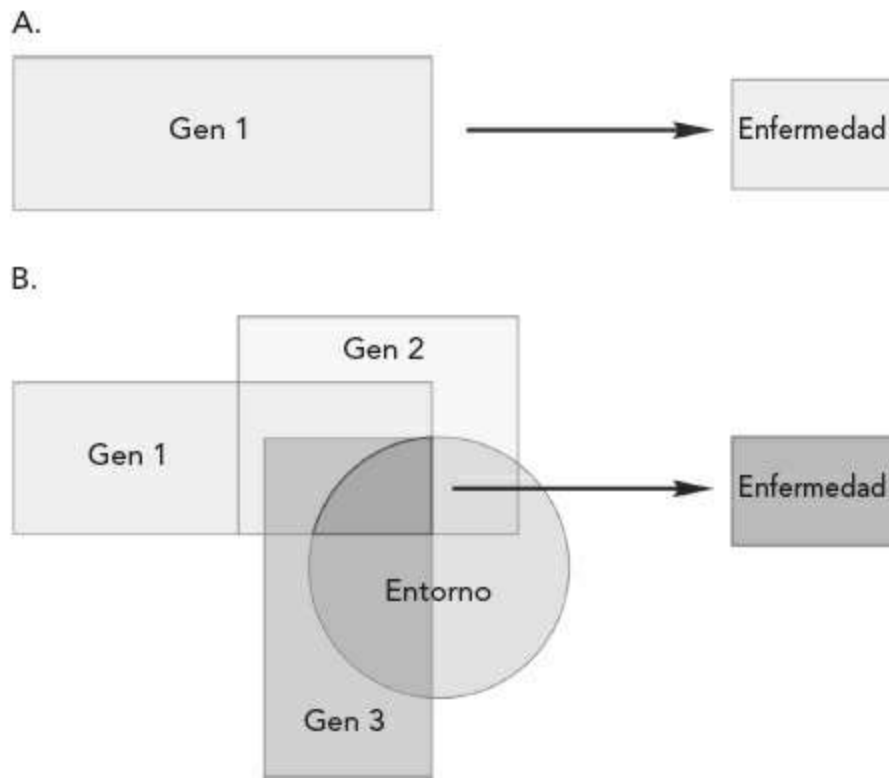 A.
Gen 1
Enfermedad
B.
Gen 2
Gen 1
Enfermedad
Entorno
Gen 3